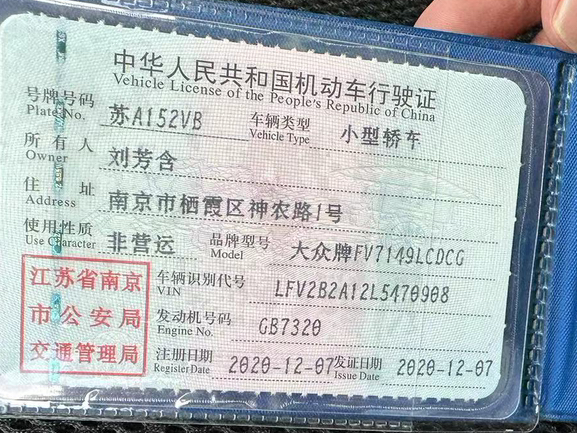 中华人民共和国机动车行驶证
Vehicle License of the People's Republic of China
号牌号码 苏A152VB 车辆类型 小型轿车
Plate No. Vehicle Type
所有人 刘芳含
Owner
住址 南京市栖霞区神农路1号
Address
使用性质 非营运 品牌型号 大众牌FV7149LCDCG
Use Character Model
江苏省南京 车辆识别代号 LFV2B2A12L5470908
VIN
市公安局 发动机号码 GB7320
Engine No.
交通管理局 注册日期 2020-12-07 发证日期 2020-12-07
Register Date Issue Date